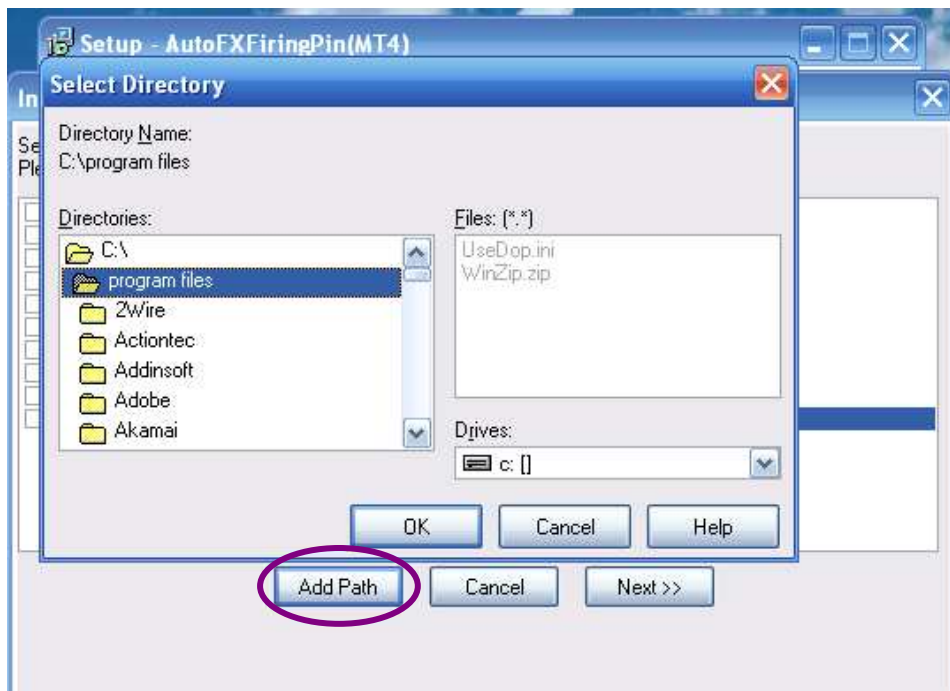 Setup - AutoFXFiringPin(MT4)
Select Directory
In
Se
Ple
Directory Name:
C:\program files
Directories:
C:\
program files
2Wire
Actiontec
Addinsoft
Adobe
Akamai
Files: (*.*)
UseDop.ini
WinZip.zip
Drives:
c: []
OK Cancel Help
Add Path Cancel Next >>